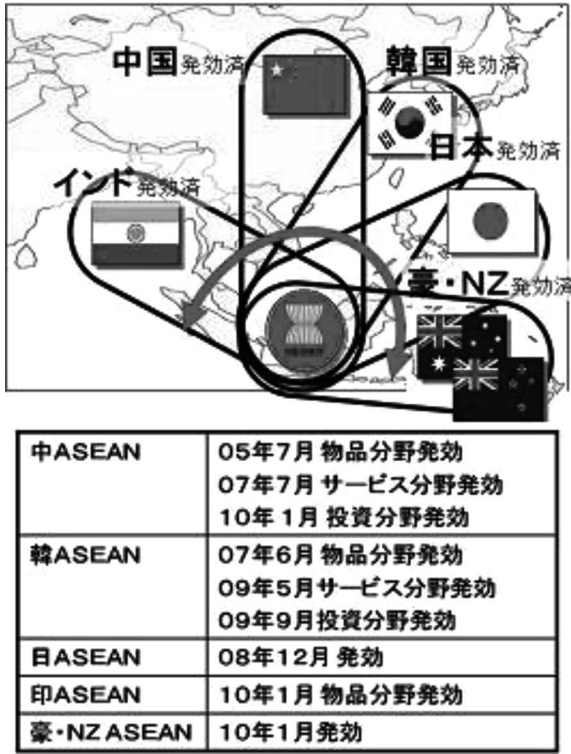 中国発効済
韓国発効済
日本発効済
インド発効済
豪・NZ発効済
中ASEAN
05年7月 物品分野発効
07年7月 サービス分野発効
10年1月 投資分野発効
韓ASEAN
07年6月 物品分野発効
09年5月サービス分野発効
09年9月投資分野発効
日ASEAN
08年12月 発効
印ASEAN
10年1月 物品分野発効
豪・NZ ASEAN
10年1月発効